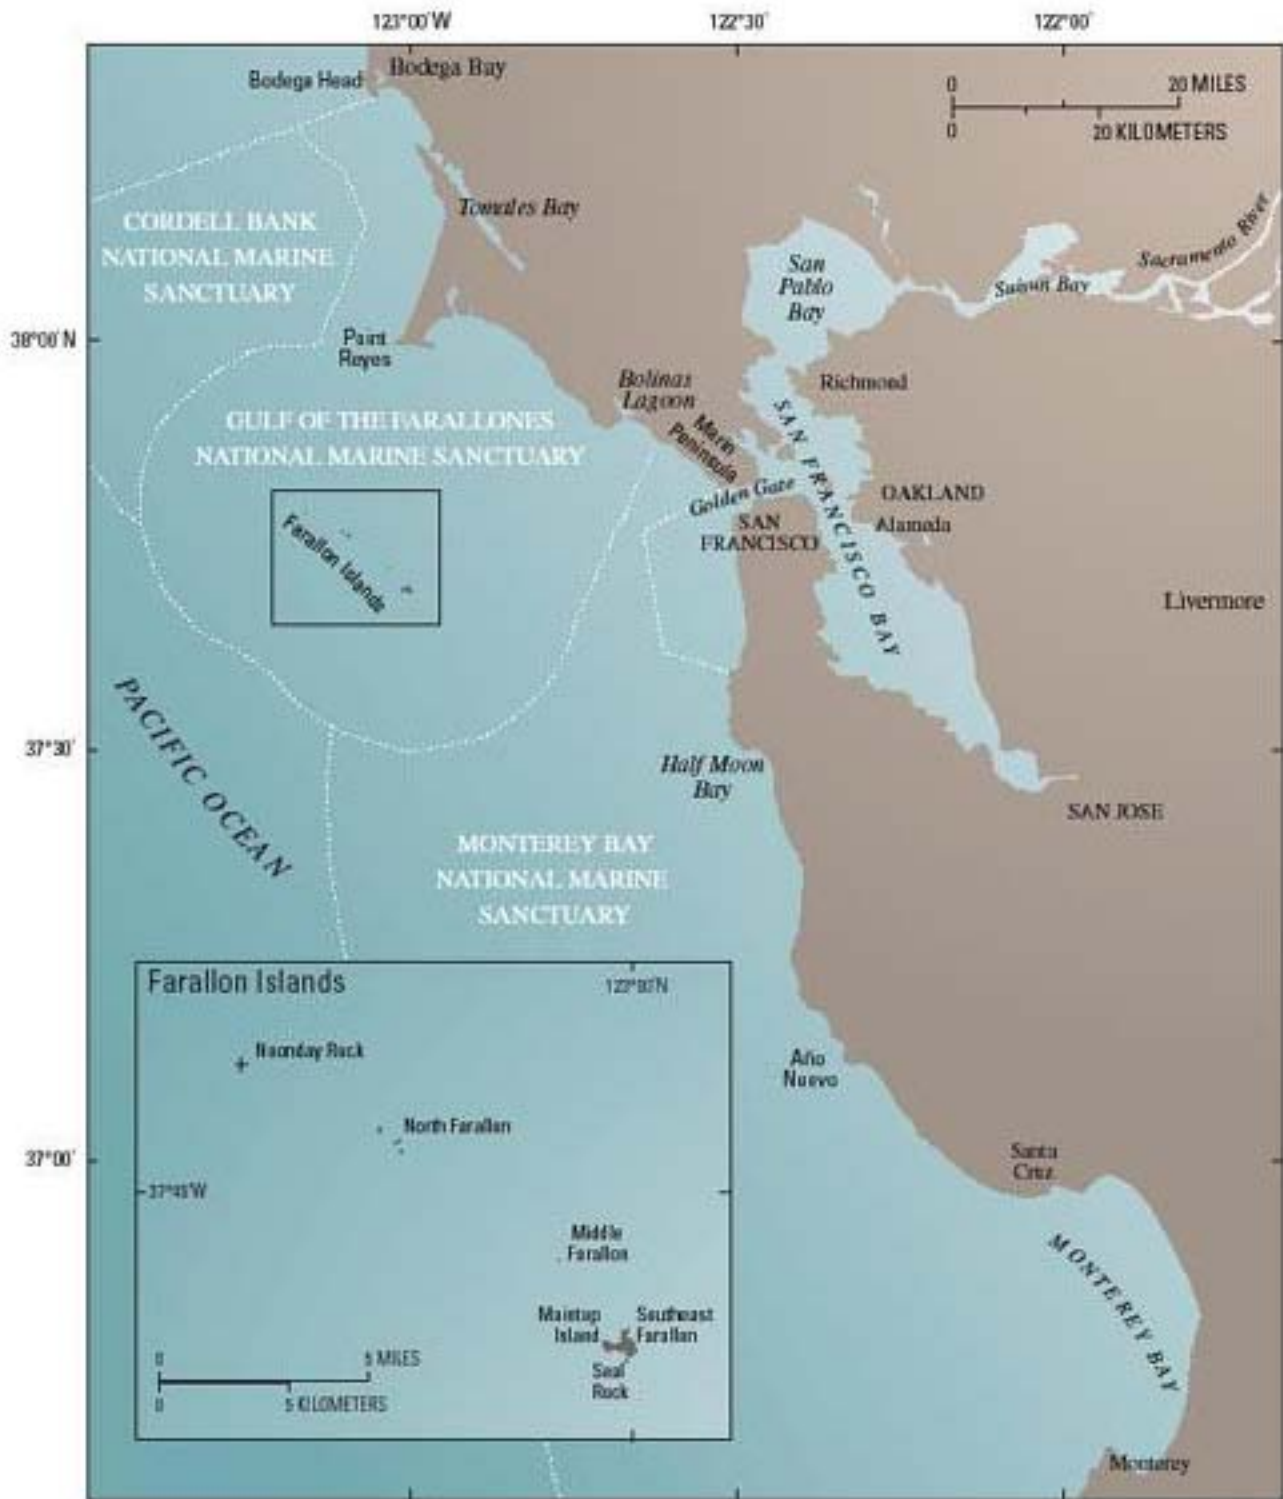 123°00'W
122°30'
122°00'
Bodega Head
Bodega Bay
0 20 MILES
0 20 KILOMETERS
CORDELL BANK
NATIONAL MARINE
SANCTUARY
Tomales Bay
San
Pablo
Bay
Suisun Bay
Sacramento River
38°00'N
Point
Reyes
Bolinas
Lagoon
Richmond
GULF OF THE FARALLONES
NATIONAL MARINE SANCTUARY
Marin
Peninsula
SAN FRANCISCO BAY
Golden Gate
OAKLAND
Alameda
SAN
FRANCISCO
Farallon Islands
Livermore
PACIFIC OCEAN
37°30'
Half Moon
Bay
SAN JOSE
MONTEREY BAY
NATIONAL MARINE
SANCTUARY
Farallon Islands
Noonday Rock
North Farallon
37°45'W
Middle
Farallon
Maintop
Island
Southeast
Farallon
Seal
Rock
0 5 MILES
0 5 KILOMETERS
Año
Nuevo
37°00'
Santa
Cruz
MONTEREY BAY
Monterey